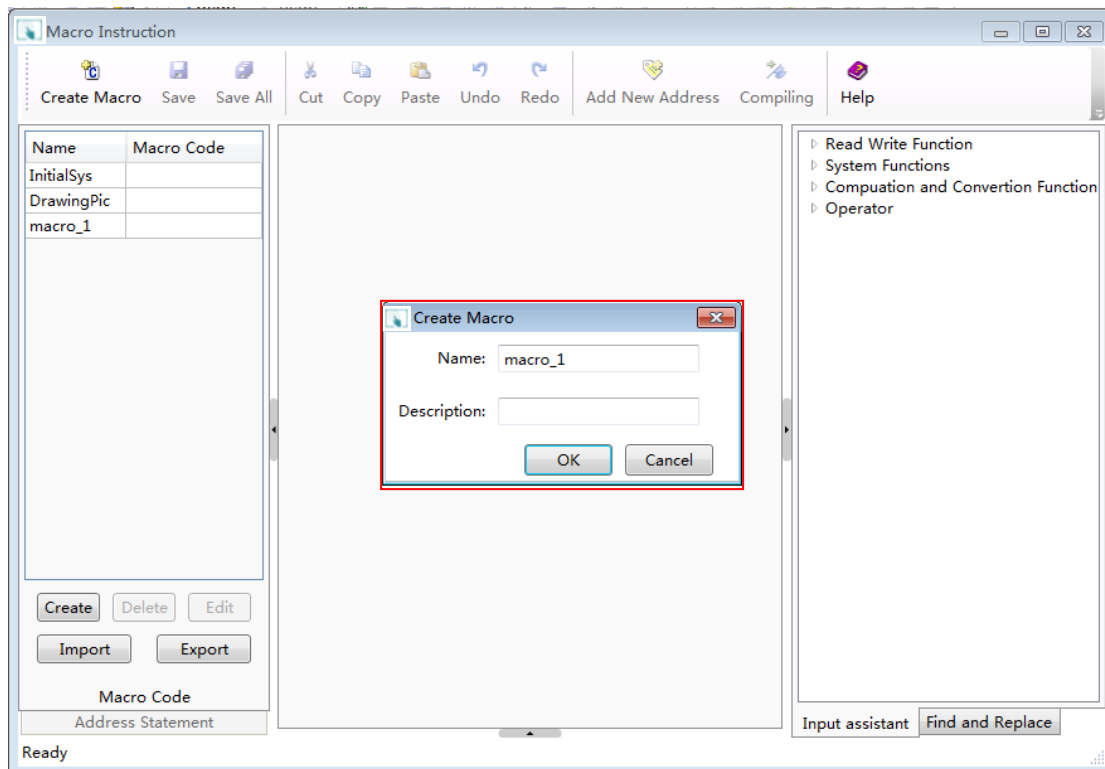 Macro Instruction
Create Macro Save Save All Cut Copy Paste Undo Redo Add New Address Compiling Help
Name Macro Code
InitialSys
DrawingPic
macro_1
Create Delete Edit
Import Export
Macro Code
Address Statement
Create Macro
Name: macro_1
Description:
OK Cancel
Read Write Function
System Functions
Compuation and Convertion Function
Operator
Input assistant Find and Replace
Ready